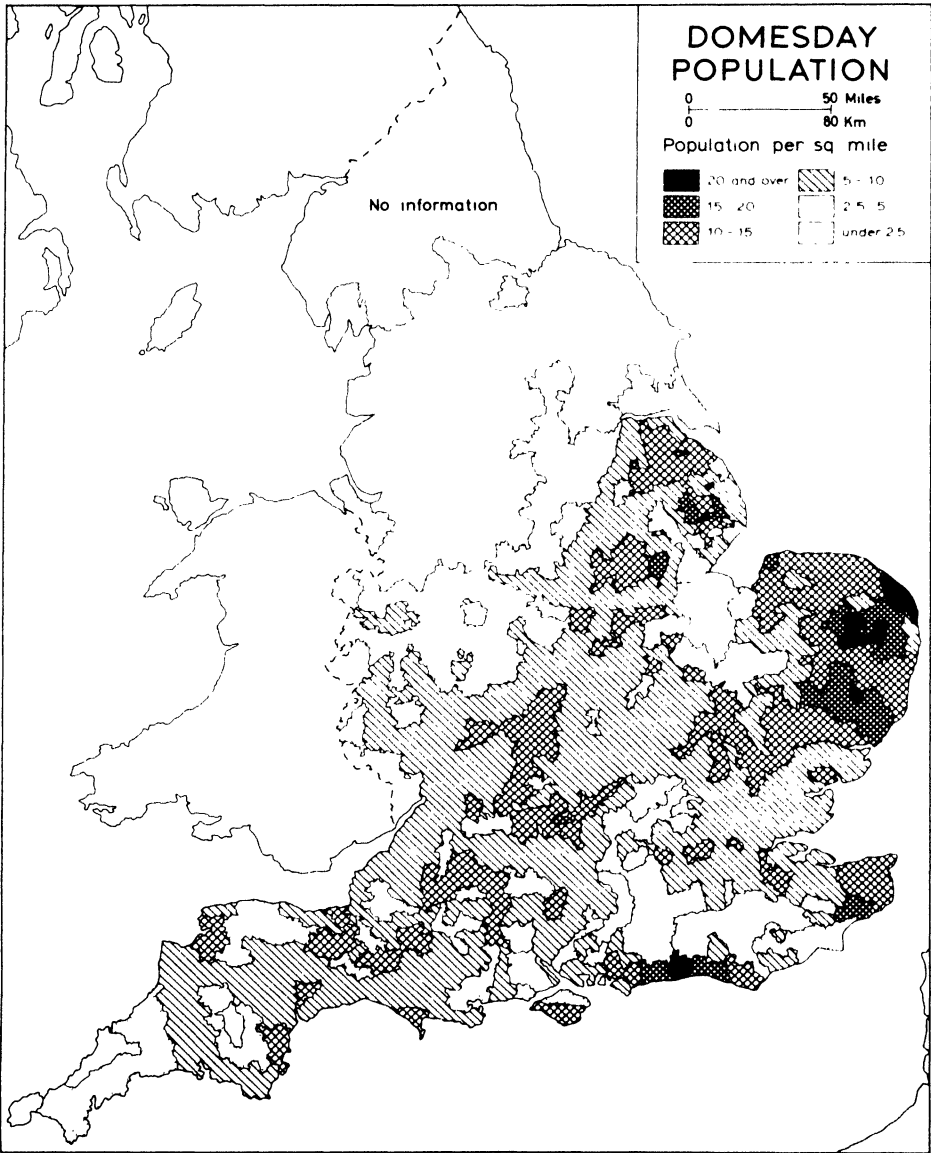 DOMESDAY
POPULATION
0 50 Miles
0 80 Km
Population per sq mile
20 and over
15 20
10 - 15
5 - 10
2.5 5
under 2.5
No information